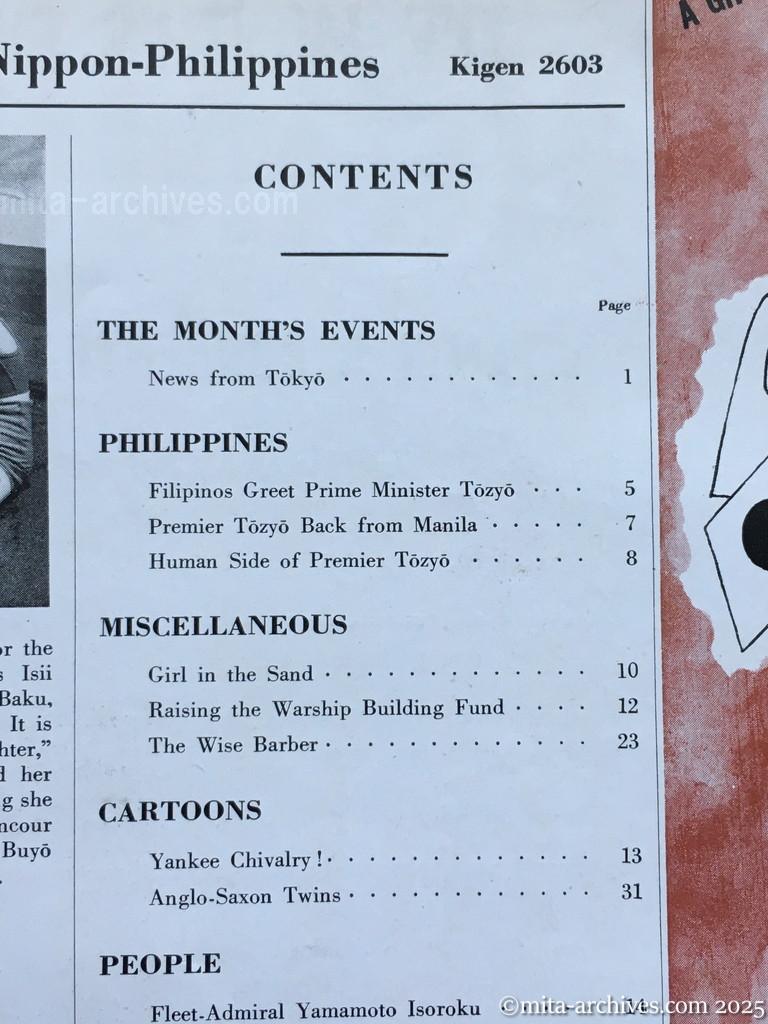 Nippon-Philippines Kigen 2603
A
mita-archives.com
CONTENTS
Page
THE MONTH'S EVENTS
News from Tōkyō · · · · · · · · · · · · 1
PHILIPPINES
Filipinos Greet Prime Minister Tōzyō · · · 5
Premier Tōzyō Back from Manila · · · · · 7
Human Side of Premier Tōzyō · · · · · · 8
MISCELLANEOUS
Girl in the Sand · · · · · · · · · · · · · 10
Raising the Warship Building Fund · · · · 12
The Wise Barber · · · · · · · · · · · · · 23
CARTOONS
Yankee Chivalry! · · · · · · · · · · · · · 13
Anglo-Saxon Twins · · · · · · · · · · · · 31
PEOPLE
Fleet-Admiral Yamamoto Isoroku 14
or the
s Isii
Baku,
It is
hter,"
d her
g she
ncour
Buyō
.
©mita-archives.com 2025